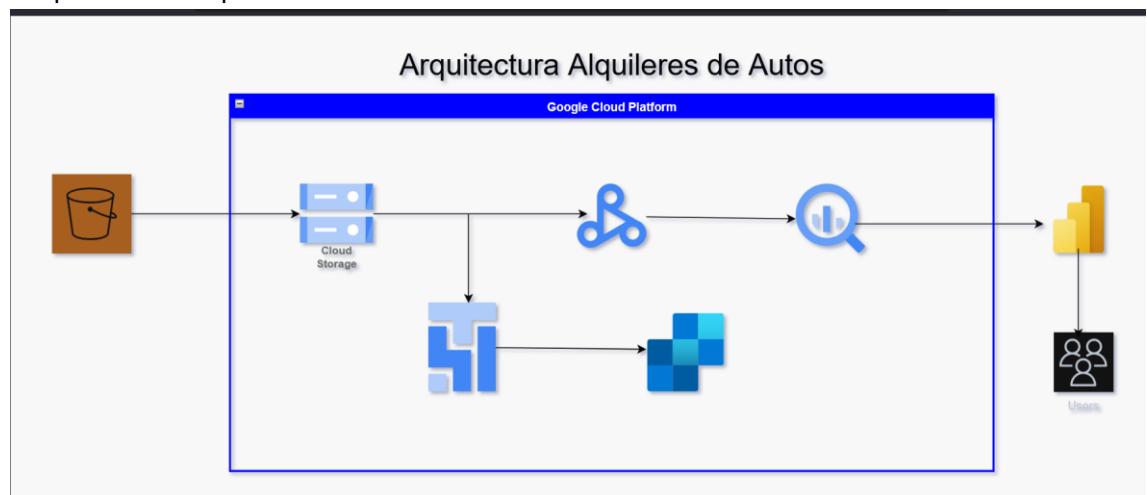 Arquitectura Alquileres de Autos
Google Cloud Platform
Cloud
Storage
Users